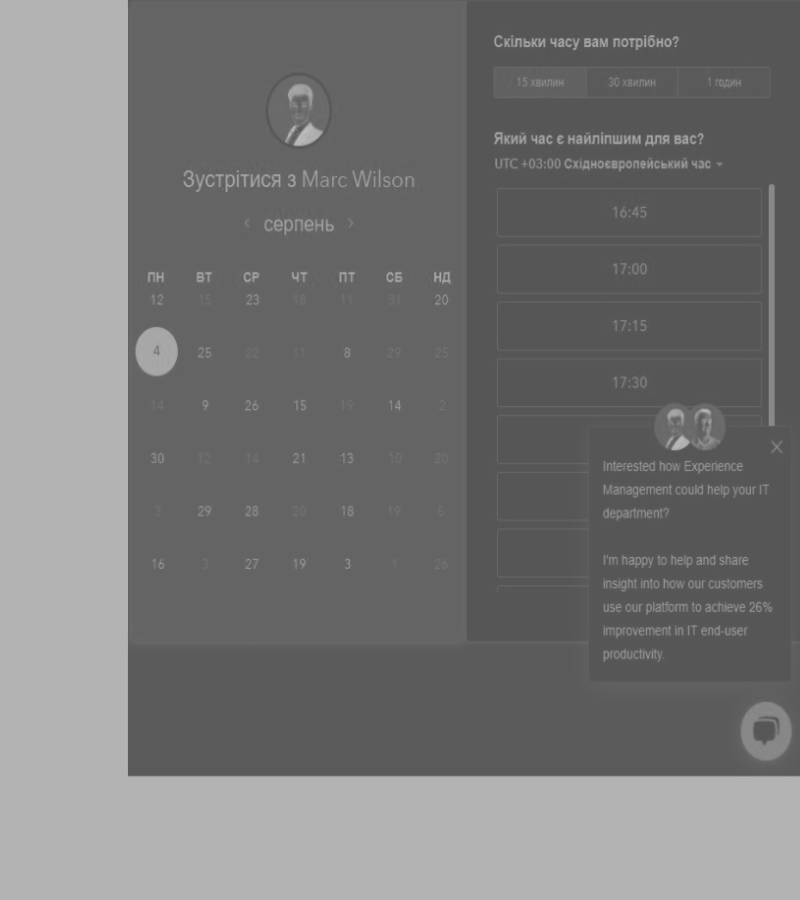 Зустрітися з Marc Wilson
серпень
ПН ВТ СР ЧТ ПТ СБ НД
12 15 23 18 11 31 20
4 25 22 11 8 29 25
14 9 26 15 19 14 2
30 12 14 21 13 10 20
3 29 28 20 18 19 5
16 3 27 19 3 1 26
Скільки часу вам потрібно?
15 хвилин 30 хвилин 1 годин
Який час є найліпшим для вас?
UTC +03:00 Східноєвропейський час
16:45
17:00
17:15
17:30
Interested how Experience
Management could help your IT
department?
I'm happy to help and share
insight into how our customers
use our platform to achieve 26%
improvement in IT end-user
productivity.